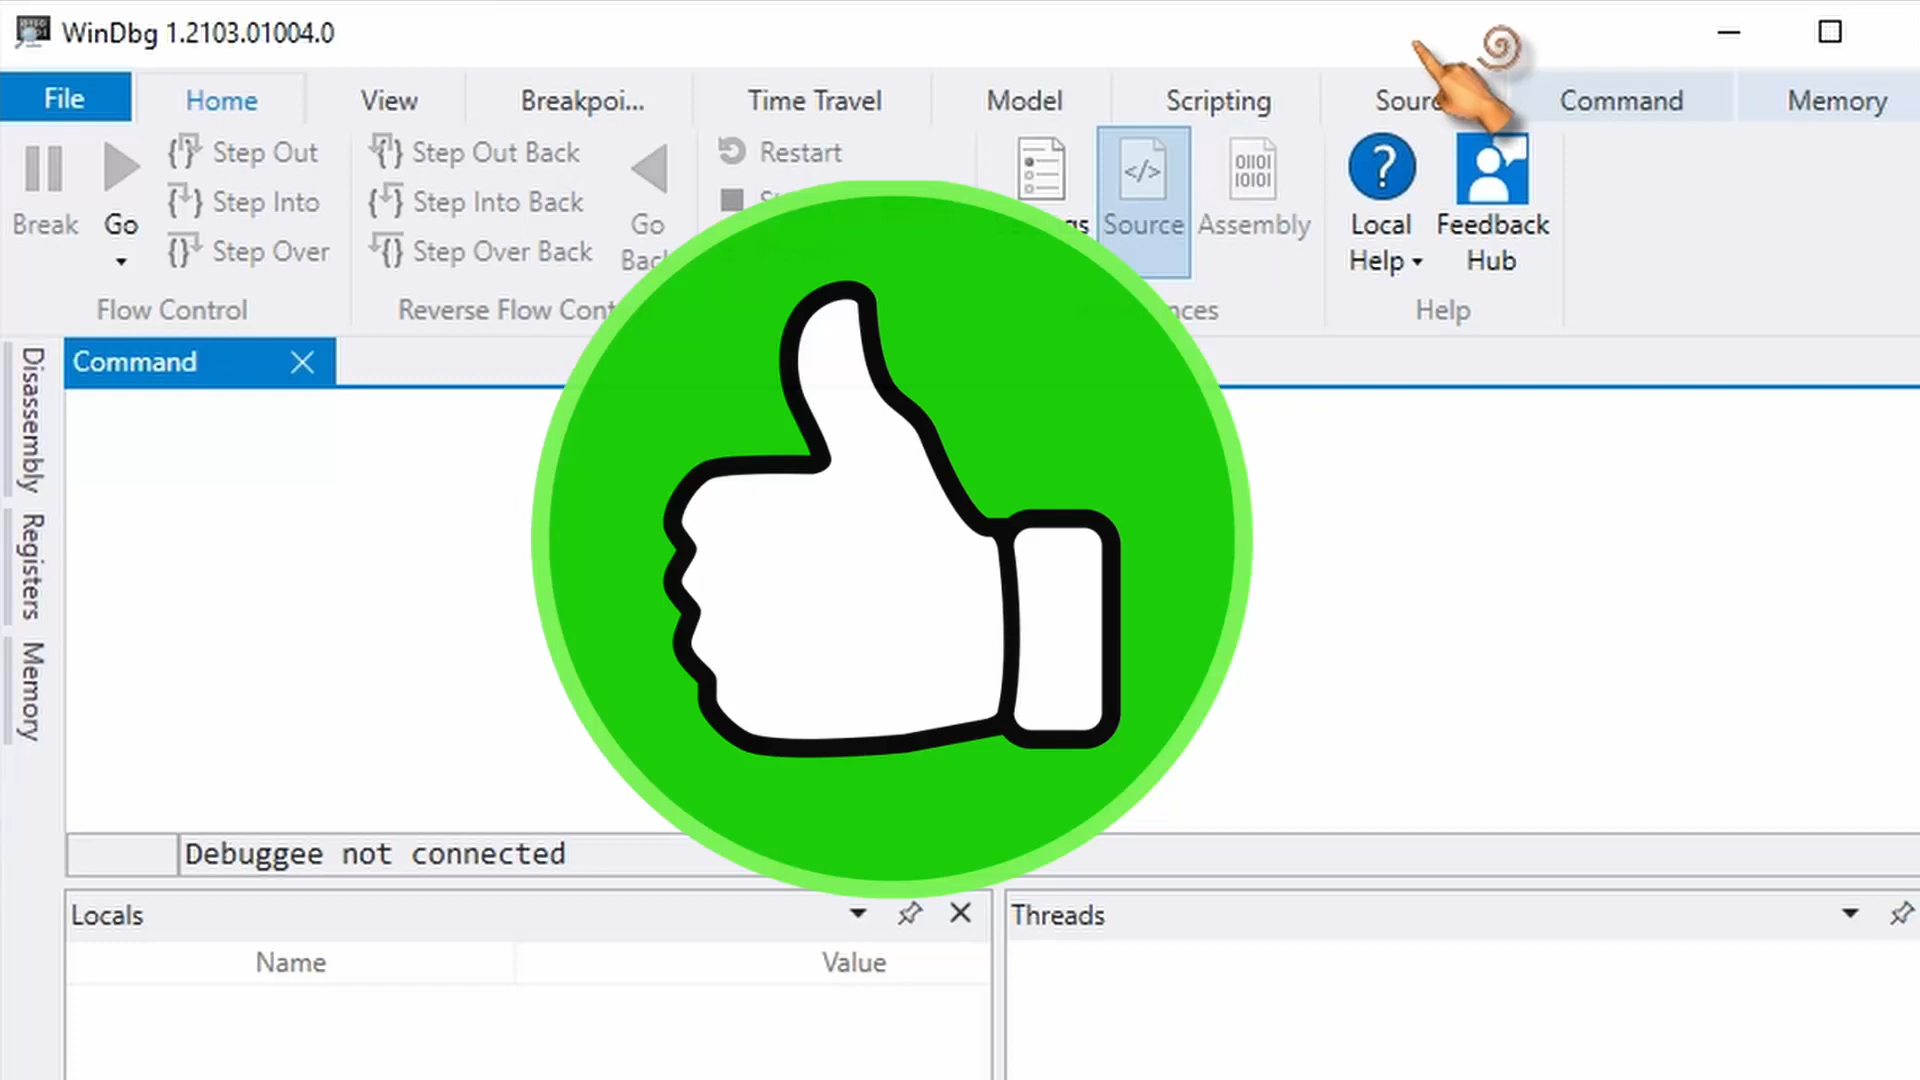 WinDbg 1.2103.01004.0
File Home View Breakpoi... Time Travel Model Scripting Command Memory
Step Out Step Out Back Restart
Step Into Step Into Back
Break Go Go Source Assembly Local Help Feedback Hub
Step Over Step Over Back
Flow Control Reverse Flow Help
Command
Disassembly
Registers
Memory
Debuggee not connected
Locals Threads
Name Value